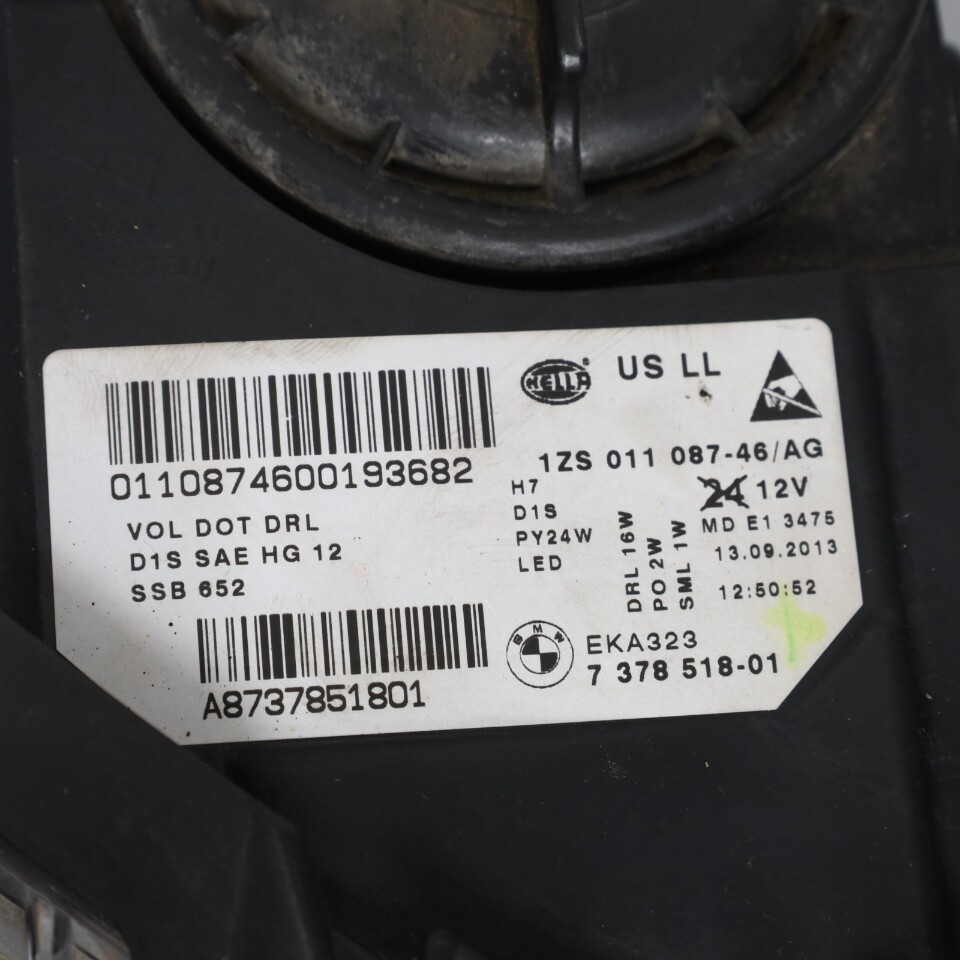 HELLA
US LL
0110874600193682
1ZS 011 087-46/AG
VOL DOT DRL
D1S SAE HG 12
SSB 652
H7
D1S
PY24W
LED
DRL 16W
PO 2W
SML 1W
24 12V
MD E1 3475
13.09.2013
12:50:52
A8737851801
BMW
EKA323
7 378 518-01